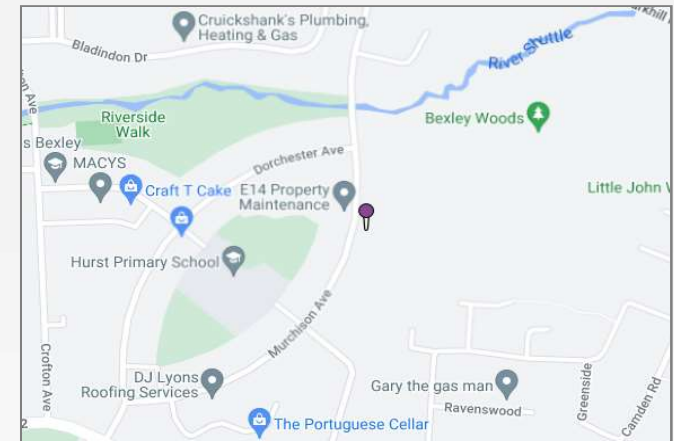 Cruickshank's Plumbing,
Heating & Gas
Bladindon Dr
River Shuttle
Riverside
Walk
Bexley Woods
s Bexley
MACYS
Dorchester Ave
Craft T Cake
E14 Property
Maintenance
Little John W
Hurst Primary School
Murchison Ave
Crofton Ave
DJ Lyons
Roofing Services
Gary the gas man
Ravenswood
Greenside
Camden Rd
The Portuguese Cellar
2